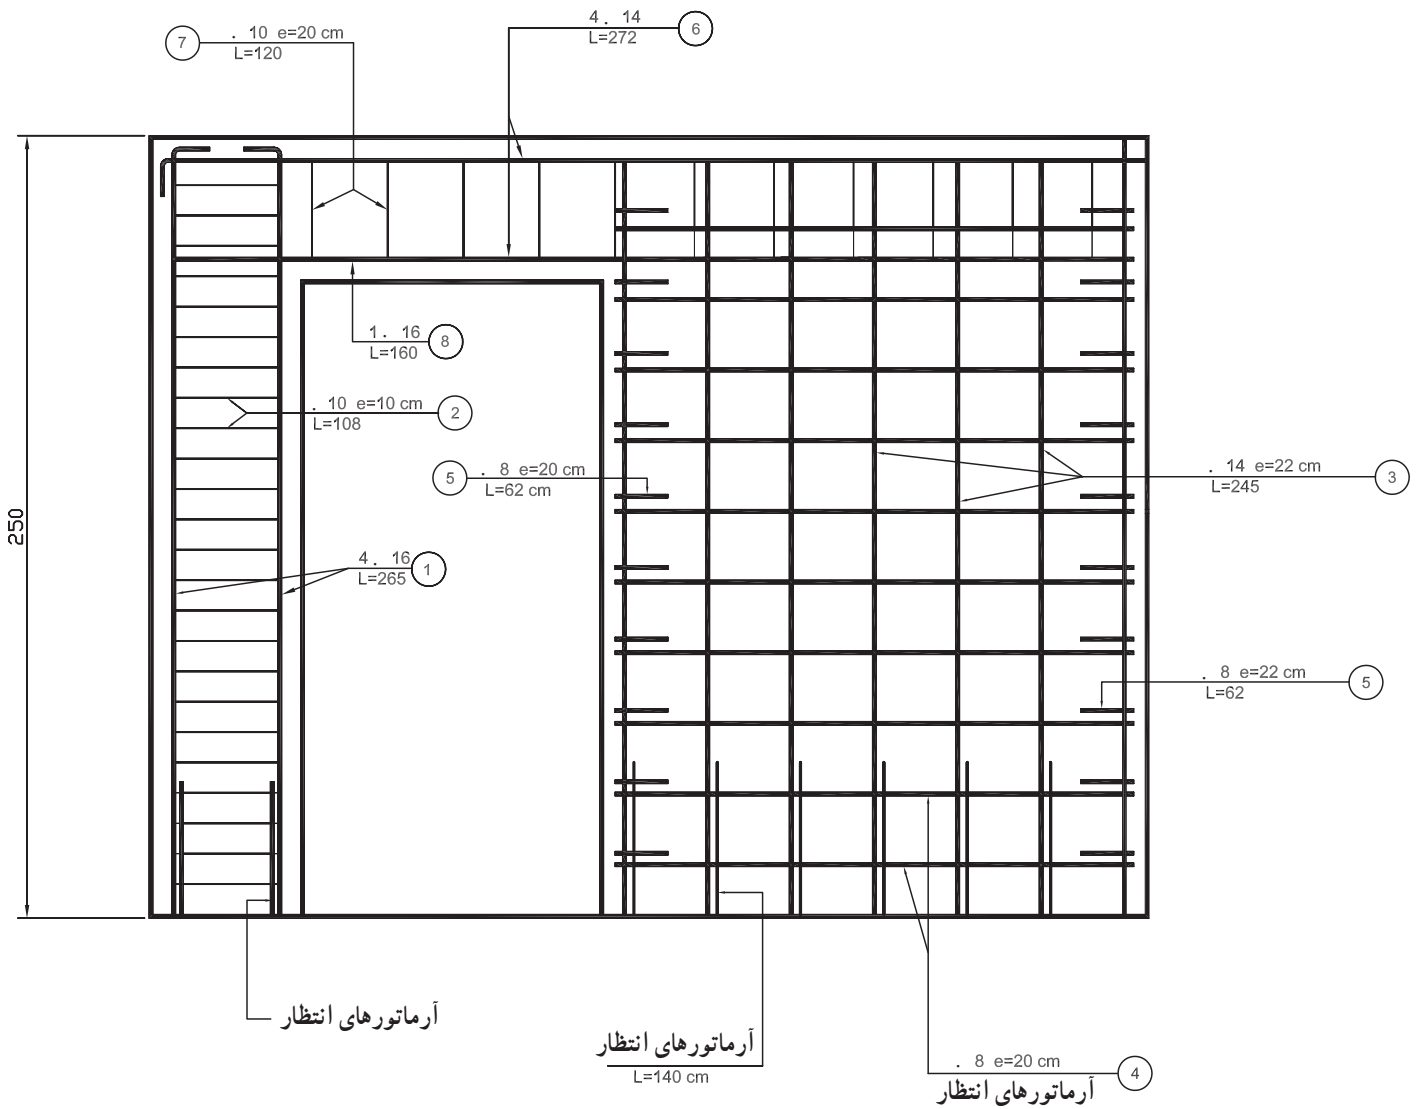 7
. 10 e=20 cm
L=120
4 . 14
L=272
6
1 . 16
L=160
8
. 10 e=10 cm
L=108
2
5
. 8 e=20 cm
L=62 cm
. 14 e=22 cm
L=245
3
250
4 . 16
L=265
1
. 8 e=22 cm
L=62
5
آرماتورهای انتظار
آرماتورهای انتظار
L=140 cm
. 8 e=20 cm
4
آرماتورهای انتظار